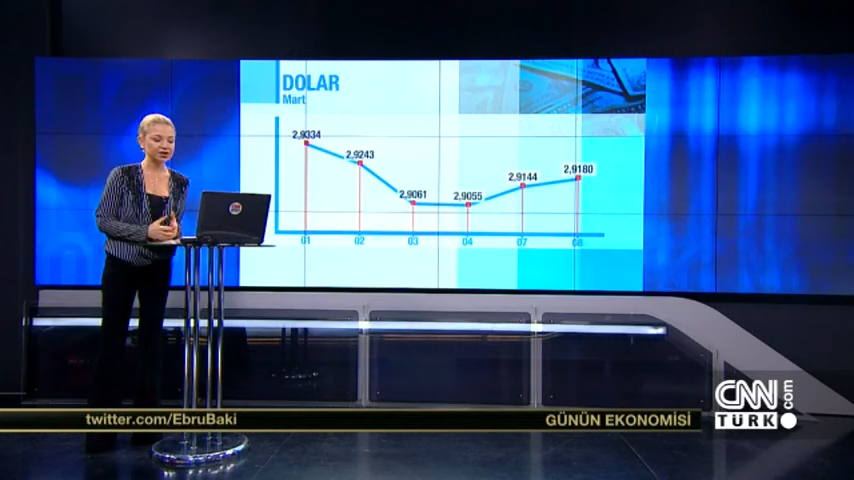 DOLAR
Mart
2,9334
2,9243
2,9061
2,9055
2,9144
2,9180
01 02 03 04 07 08
twitter.com/EbruBaki
GÜNÜN EKONOMİSİ
CNN
TÜRK
.com